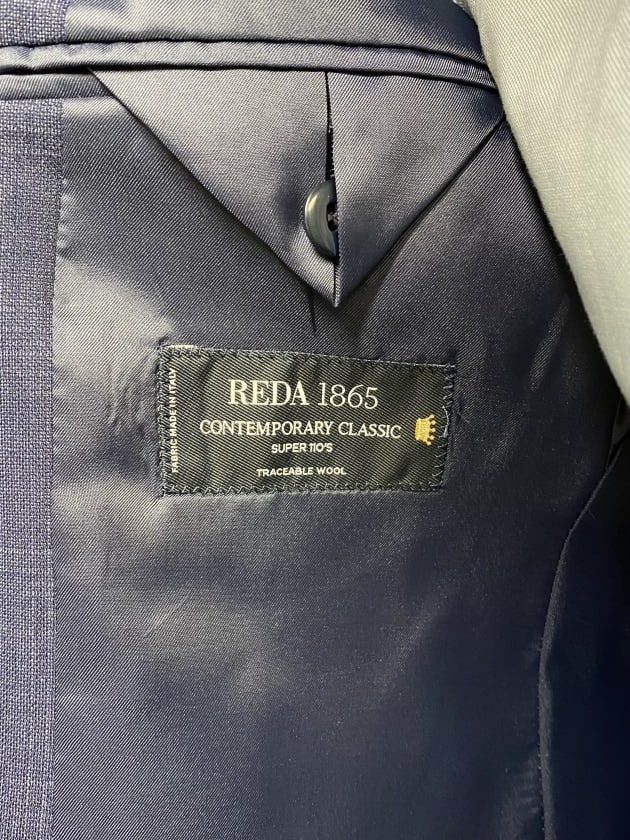 REDA 1865
CONTEMPORARY CLASSIC
SUPER 110'S
TRACEABLE WOOL
FABRIC MADE IN ITALY